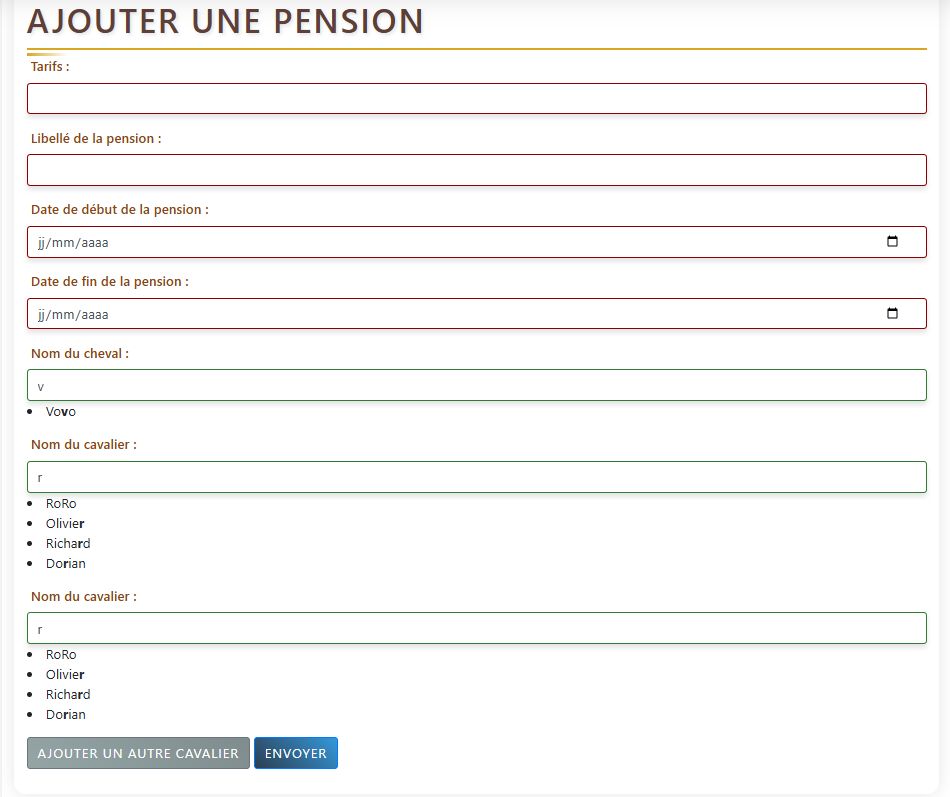 AJOUTER UNE PENSION
Tarifs :
Libellé de la pension :
Date de début de la pension :
jj/mm/aaaa
Date de fin de la pension :
jj/mm/aaaa
Nom du cheval :
v
Vovo
Nom du cavalier :
r
RoRo
Olivier
Richard
Dorian
Nom du cavalier :
r
RoRo
Olivier
Richard
Dorian
AJOUTER UN AUTRE CAVALIER ENVOYER